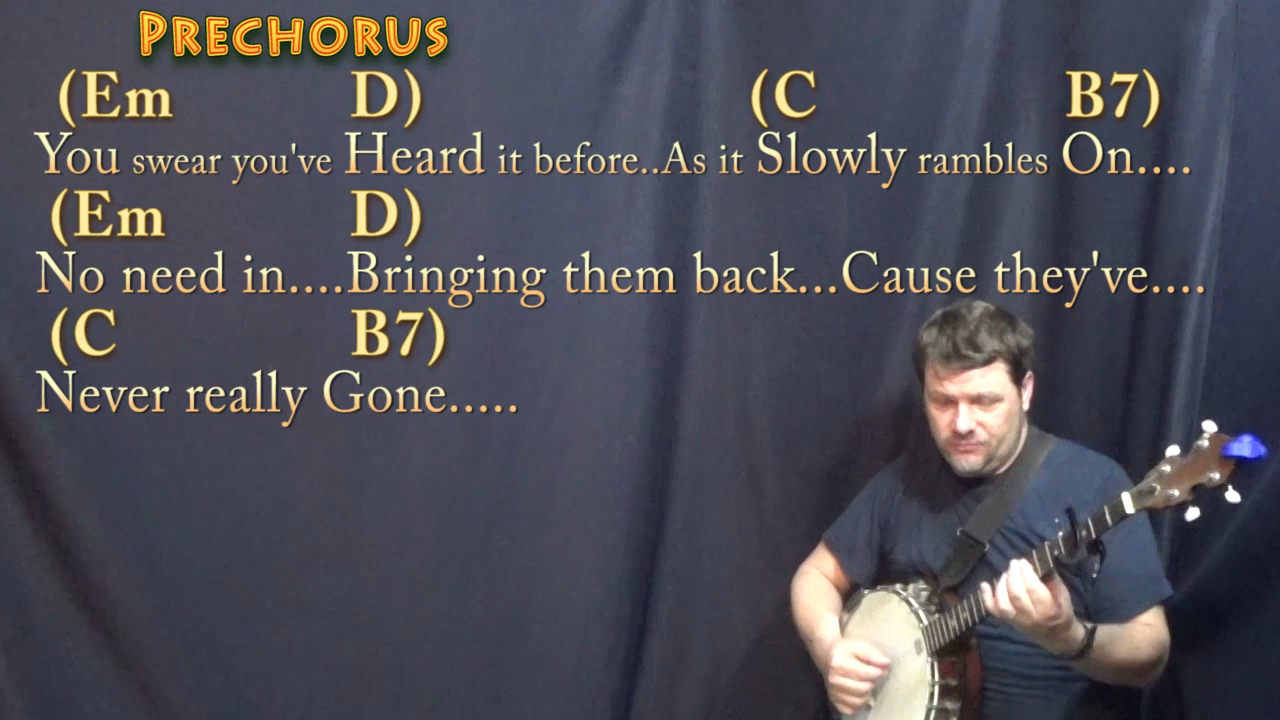 PRECHORUS
(Em D) (C B7)
You swear you've Heard it before..As it Slowly rambles On....
(Em D)
No need in....Bringing them back...Cause they've....
(C B7)
Never really Gone.....